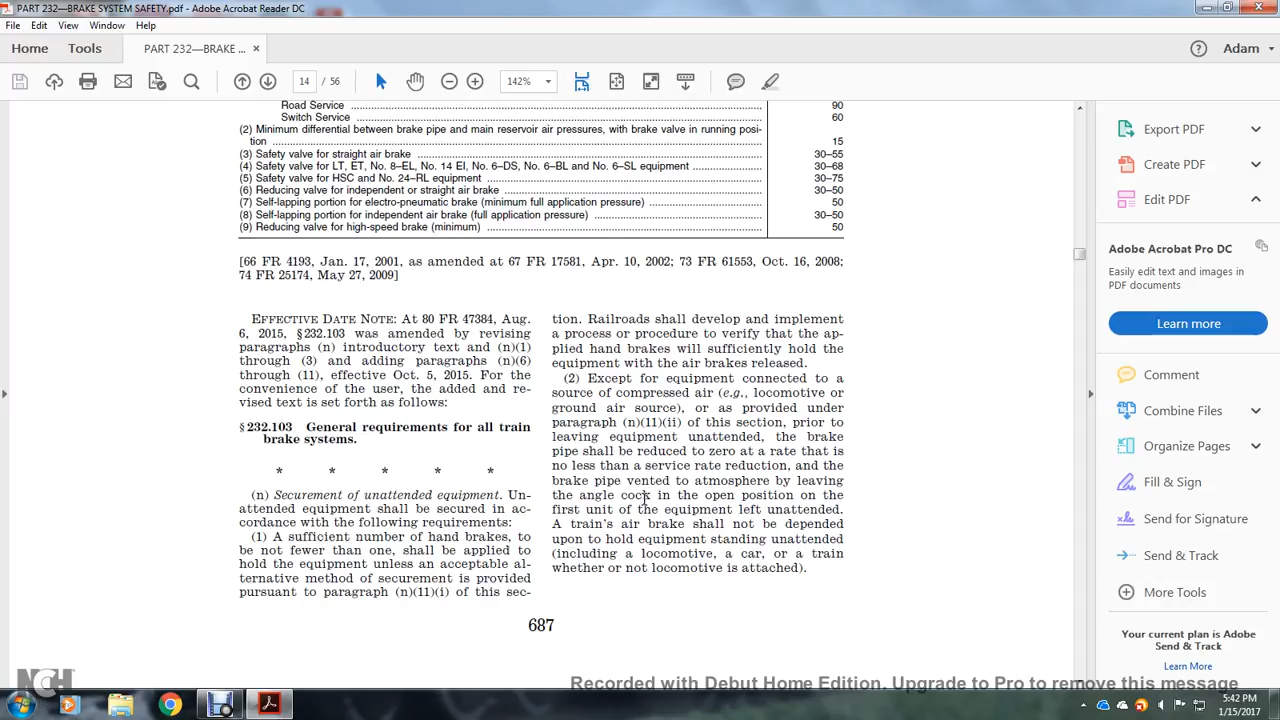 PART 232—BRAKE SYSTEM SAFETY.pdf - Adobe Acrobat Reader DC
File Edit View Window Help
Home Tools PART 232—BRAKE ... × Adam
14 / 56 142%
Road Service 90
Switch Service 60
(2) Minimum differential between brake pipe and main reservoir air pressures, with brake valve in running posi-
tion 15
(3) Safety valve for straight air brake 30–55
(4) Safety valve for LT, ET, No. 8–EL, No. 14 EI, No. 6–DS, No. 6–BL and No. 6–SL equipment 30–68
(5) Safety valve for HSC and No. 24–RL equipment 30–75
(6) Reducing valve for independent or straight air brake 30–50
(7) Self-lapping portion for electro-pneumatic brake (minimum full application pressure) 50
(8) Self-lapping portion for independent air brake (full application pressure) 30–50
(9) Reducing valve for high-speed brake (minimum) 50
[66 FR 4193, Jan. 17, 2001, as amended at 67 FR 17581, Apr. 10, 2002; 73 FR 61553, Oct. 16, 2008;
74 FR 25174, May 27, 2009]
EFFECTIVE DATE NOTE: At 80 FR 47384, Aug.
6, 2015, §232.103 was amended by revising
paragraphs (n) introductory text and (n)(1)
through (3) and adding paragraphs (n)(6)
through (11), effective Oct. 5, 2015. For the
convenience of the user, the added and re-
vised text is set forth as follows:
§232.103 General requirements for all train
brake systems.
* * * * *
(n) Securement of unattended equipment. Un-
attended equipment shall be secured in ac-
cordance with the following requirements:
(1) A sufficient number of hand brakes, to
be not fewer than one, shall be applied to
hold the equipment unless an acceptable al-
ternative method of securement is provided
pursuant to paragraph (n)(11)(i) of this sec-
tion. Railroads shall develop and implement
a process or procedure to verify that the ap-
plied hand brakes will sufficiently hold the
equipment with the air brakes released.
(2) Except for equipment connected to a
source of compressed air (e.g., locomotive or
ground air source), or as provided under
paragraph (n)(11)(ii) of this section, prior to
leaving equipment unattended, the brake
pipe shall be reduced to zero at a rate that is
no less than a service rate reduction, and the
brake pipe vented to atmosphere by leaving
the angle cock in the open position on the
first unit of the equipment left unattended.
A train's air brake shall not be depended
upon to hold equipment standing unattended
(including a locomotive, a car, or a train
whether or not locomotive is attached).
687
Export PDF
Create PDF
Edit PDF
Adobe Acrobat Pro DC
Easily edit text and images in
PDF documents
Learn more
Comment
Combine Files
Organize Pages
Fill & Sign
Send for Signature
Send & Track
More Tools
Your current plan is Adobe
Send & Track
Learn More
NCH
Recorded with Debut Home Edition. Upgrade to Pro to remove this message
5:42 PM
1/15/2017